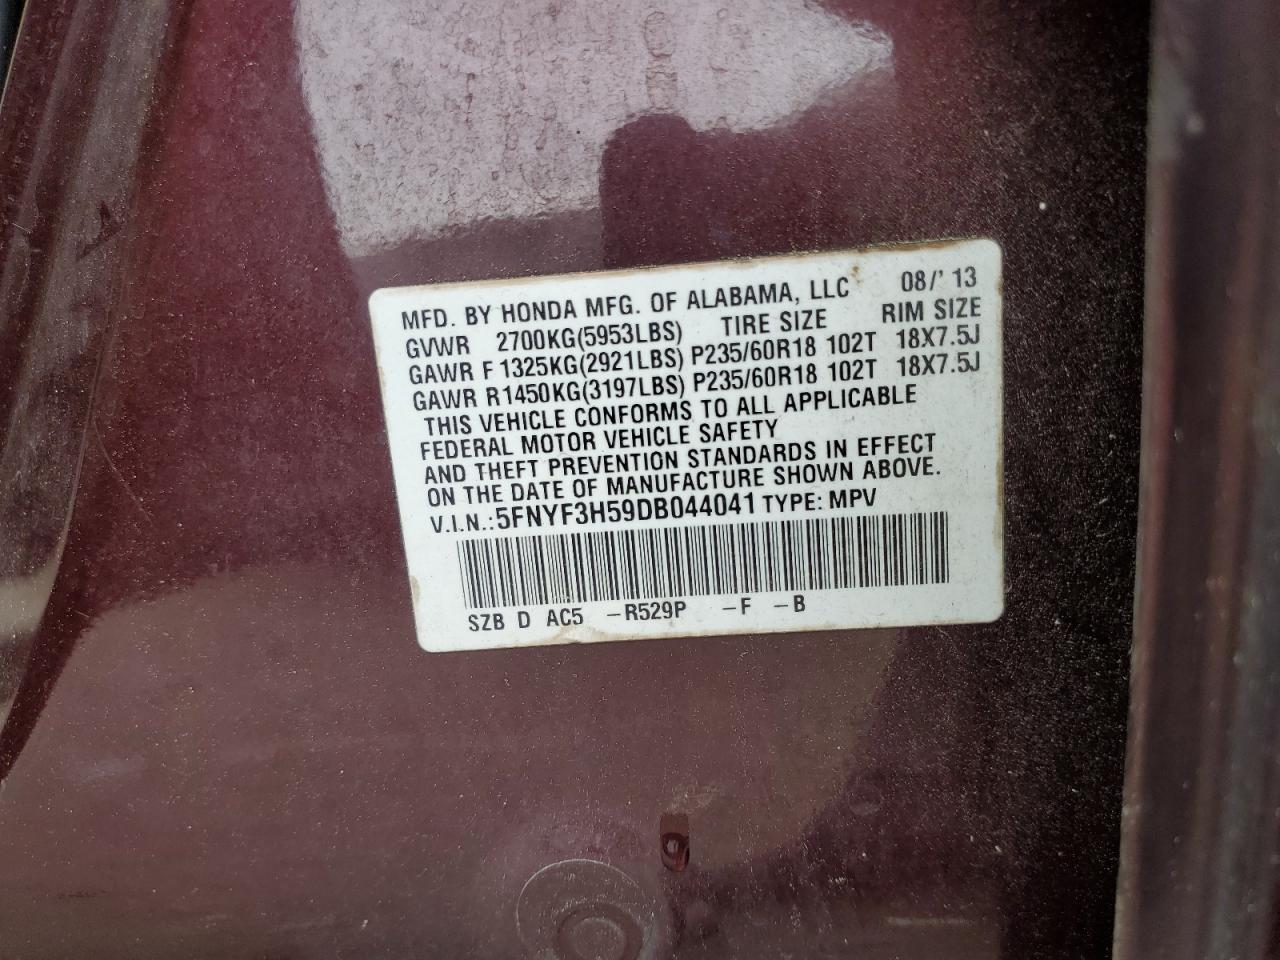 MFD. BY HONDA MFG. OF ALABAMA, LLC 08/' 13
GVWR 2700KG(5953LBS) TIRE SIZE RIM SIZE
GAWR F 1325KG(2921LBS) P235/60R18 102T 18X7.5J
GAWR R1450KG(3197LBS) P235/60R18 102T 18X7.5J
THIS VEHICLE CONFORMS TO ALL APPLICABLE
FEDERAL MOTOR VEHICLE SAFETY
AND THEFT PREVENTION STANDARDS IN EFFECT
ON THE DATE OF MANUFACTURE SHOWN ABOVE.
V.I.N.: 5FNYF3H59DB044041 TYPE: MPV
SZB D AC5 -R529P -F -B